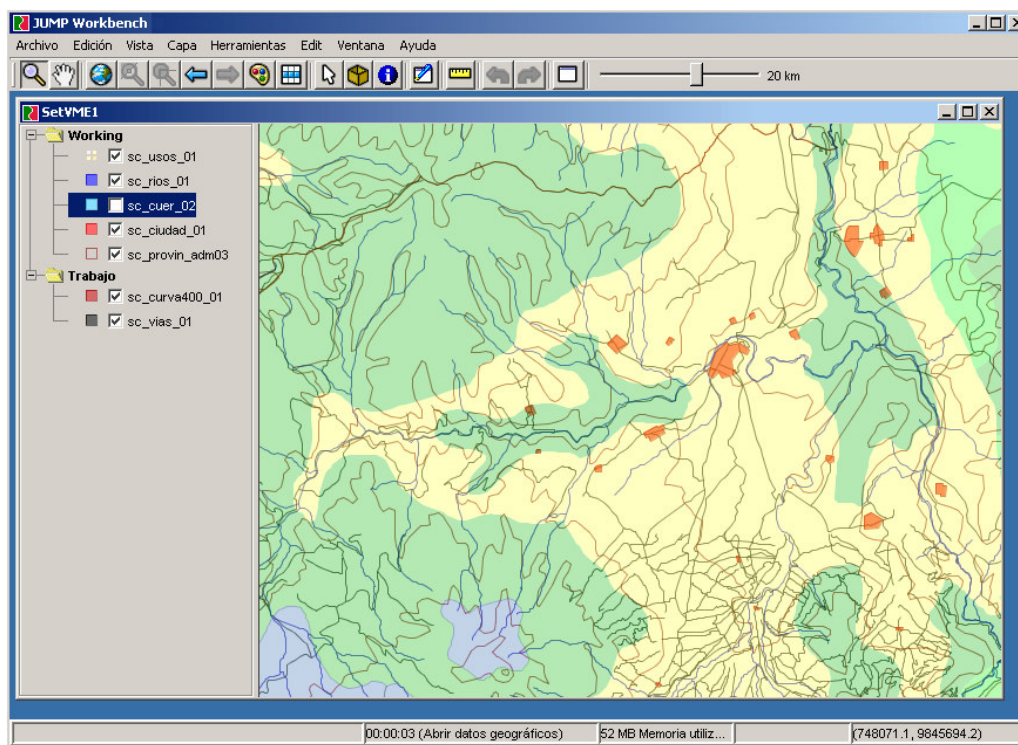 JUMP Workbench
Archivo Edición Vista Capa Herramientas Edit Ventana Ayuda
20 km
SetVME1
Working
sc_usos_01
sc_rios_01
sc_cuer_02
sc_ciudad_01
sc_provin_adm03
Trabajo
sc_curva400_01
sc_vias_01
00:00:03 (Abrir datos geográficos) 52 MB Memoria utiliz... (748071.1, 9845694.2)